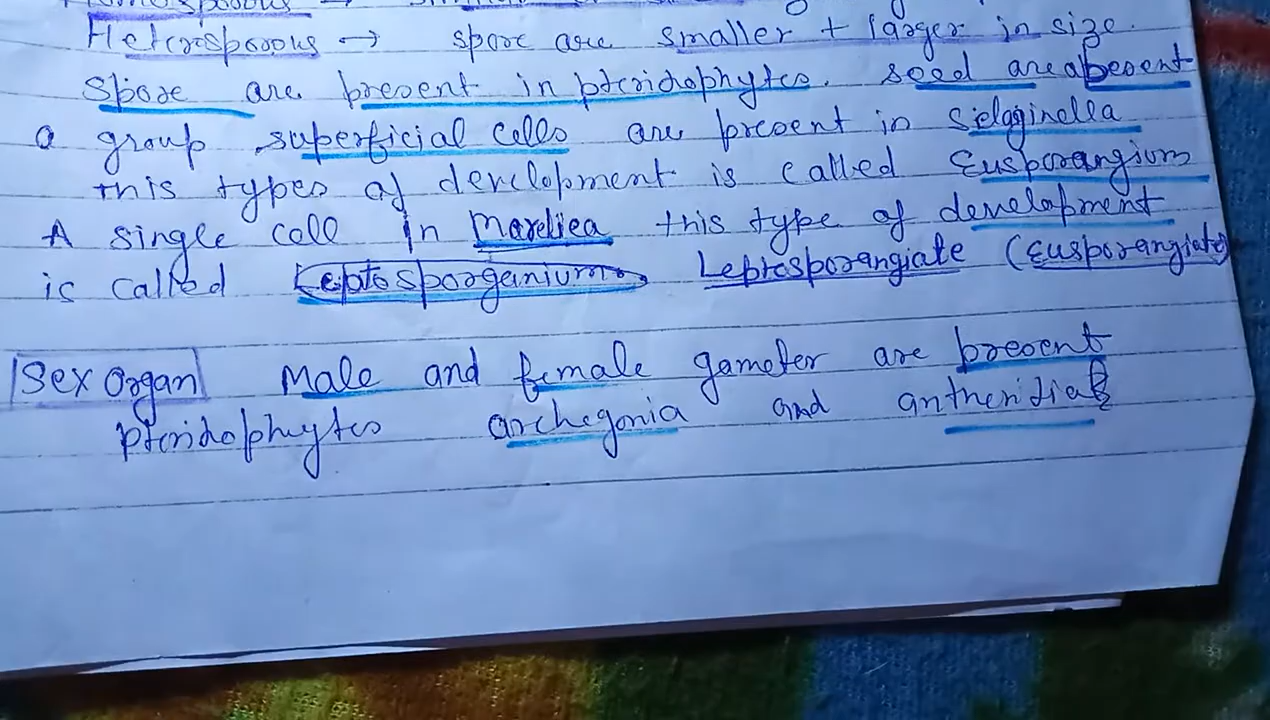 Heterosporous → spore are smaller + larger in size.
Spore are present in pteridophytes. seed are absent
a group superficial cells are present in Selaginella
this types of development is called Eusporangium
A single cell in Mareliea this type of development
is called Leptosporganium Leptosporangiate (Eusporangiate)
Sex organ Male and female gameter are present
pteridophytes archegonia and antheridia